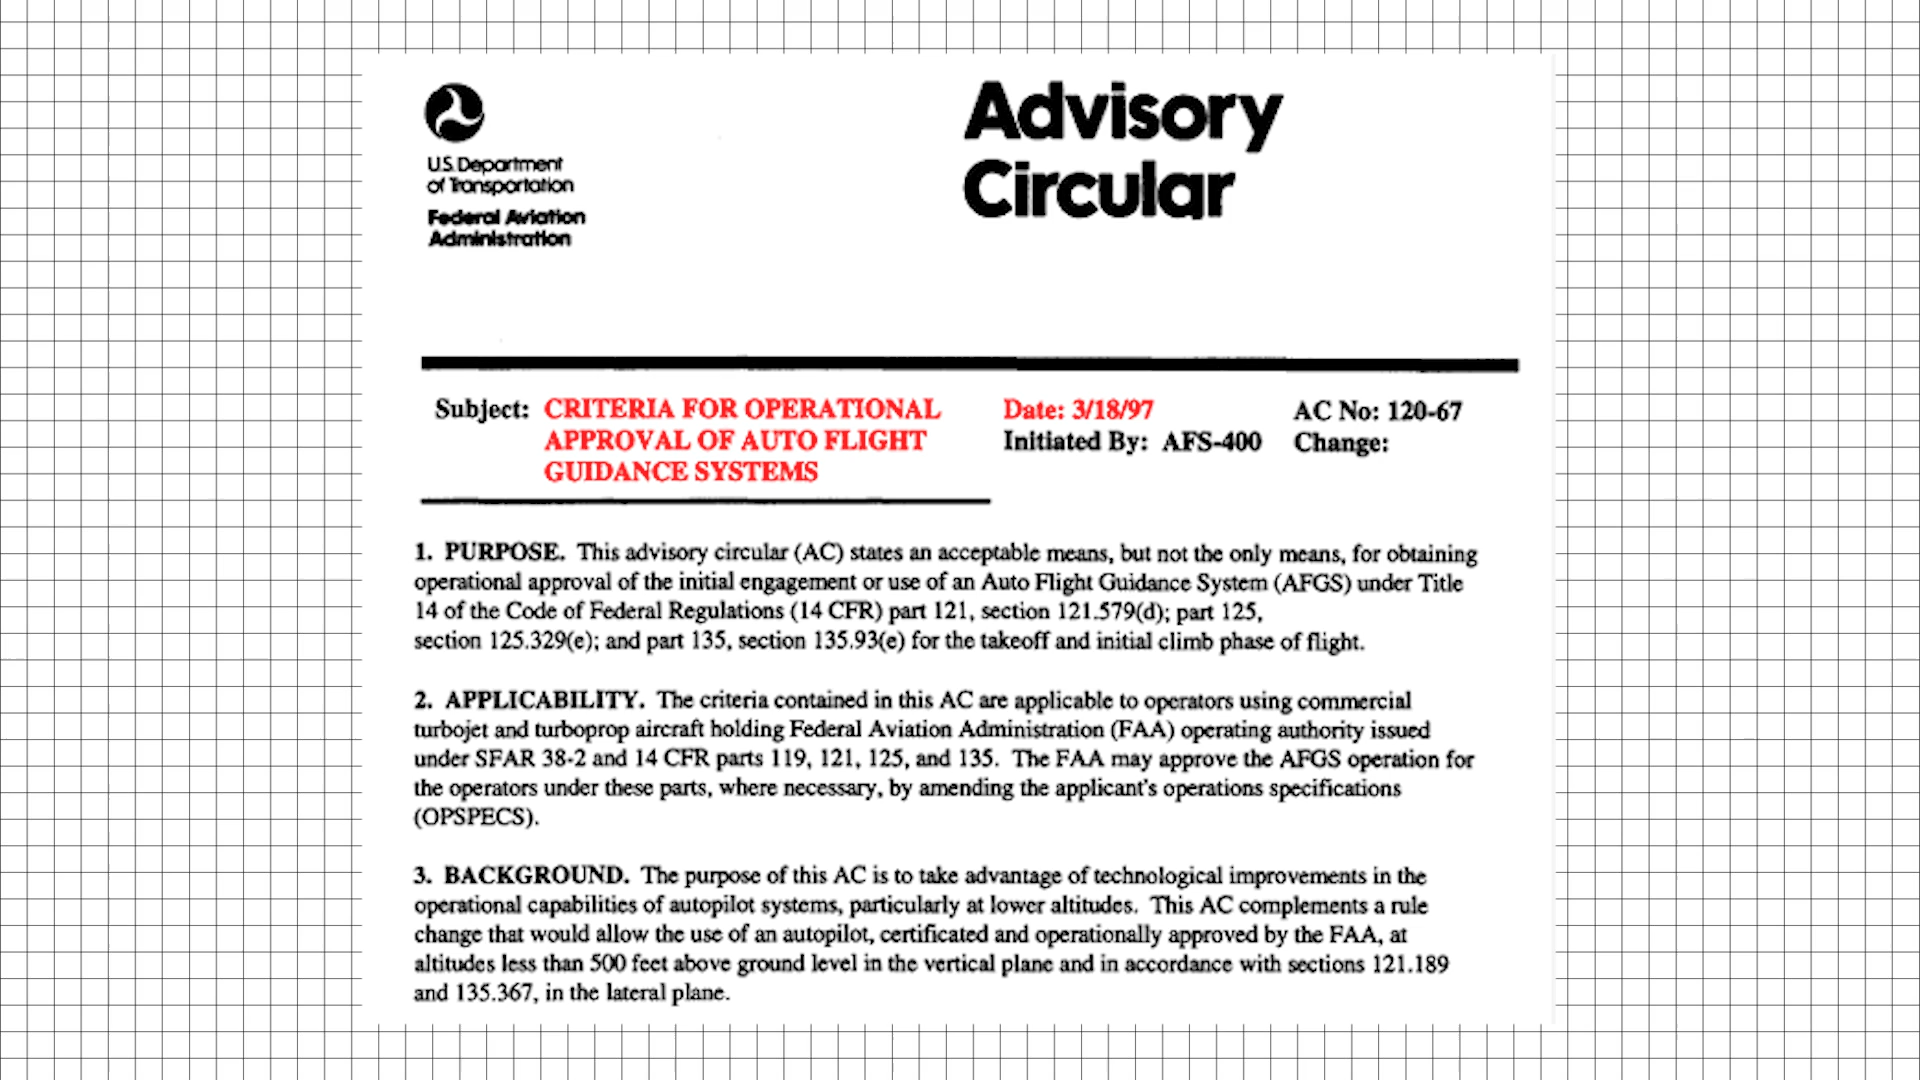 U.S. Department
of Transportation
Federal Aviation
Administration
Advisory
Circular
Subject: CRITERIA FOR OPERATIONAL
APPROVAL OF AUTO FLIGHT
GUIDANCE SYSTEMS
Date: 3/18/97
Initiated By: AFS-400
AC No: 120-67
Change:
1. PURPOSE. This advisory circular (AC) states an acceptable means, but not the only means, for obtaining
operational approval of the initial engagement or use of an Auto Flight Guidance System (AFGS) under Title
14 of the Code of Federal Regulations (14 CFR) part 121, section 121.579(d); part 125,
section 125.329(e); and part 135, section 135.93(e) for the takeoff and initial climb phase of flight.
2. APPLICABILITY. The criteria contained in this AC are applicable to operators using commercial
turbojet and turboprop aircraft holding Federal Aviation Administration (FAA) operating authority issued
under SFAR 38-2 and 14 CFR parts 119, 121, 125, and 135. The FAA may approve the AFGS operation for
the operators under these parts, where necessary, by amending the applicant's operations specifications
(OPSPECS).
3. BACKGROUND. The purpose of this AC is to take advantage of technological improvements in the
operational capabilities of autopilot systems, particularly at lower altitudes. This AC complements a rule
change that would allow the use of an autopilot, certificated and operationally approved by the FAA, at
altitudes less than 500 feet above ground level in the vertical plane and in accordance with sections 121.189
and 135.367, in the lateral plane.